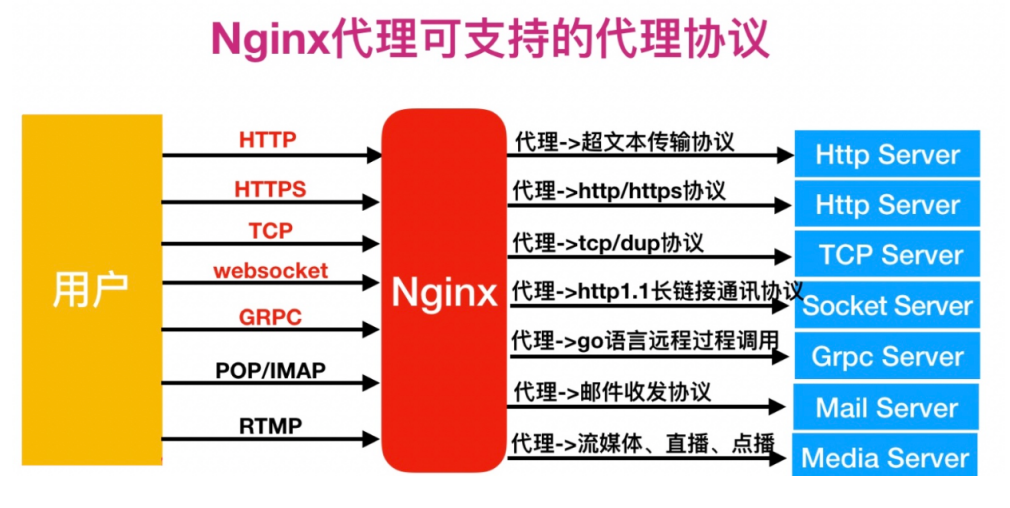 Nginx代理可支持的代理协议
用户
HTTP
HTTPS
TCP
websocket
GRPC
POP/IMAP
RTMP
Nginx
代理->超文本传输协议
代理->http/https协议
代理->tcp/dup协议
代理->http1.1长链接通讯协议
代理->go语言远程过程调用
代理->邮件收发协议
代理->流媒体、直播、点播
Http Server
Http Server
TCP Server
Socket Server
Grpc Server
Mail Server
Media Server